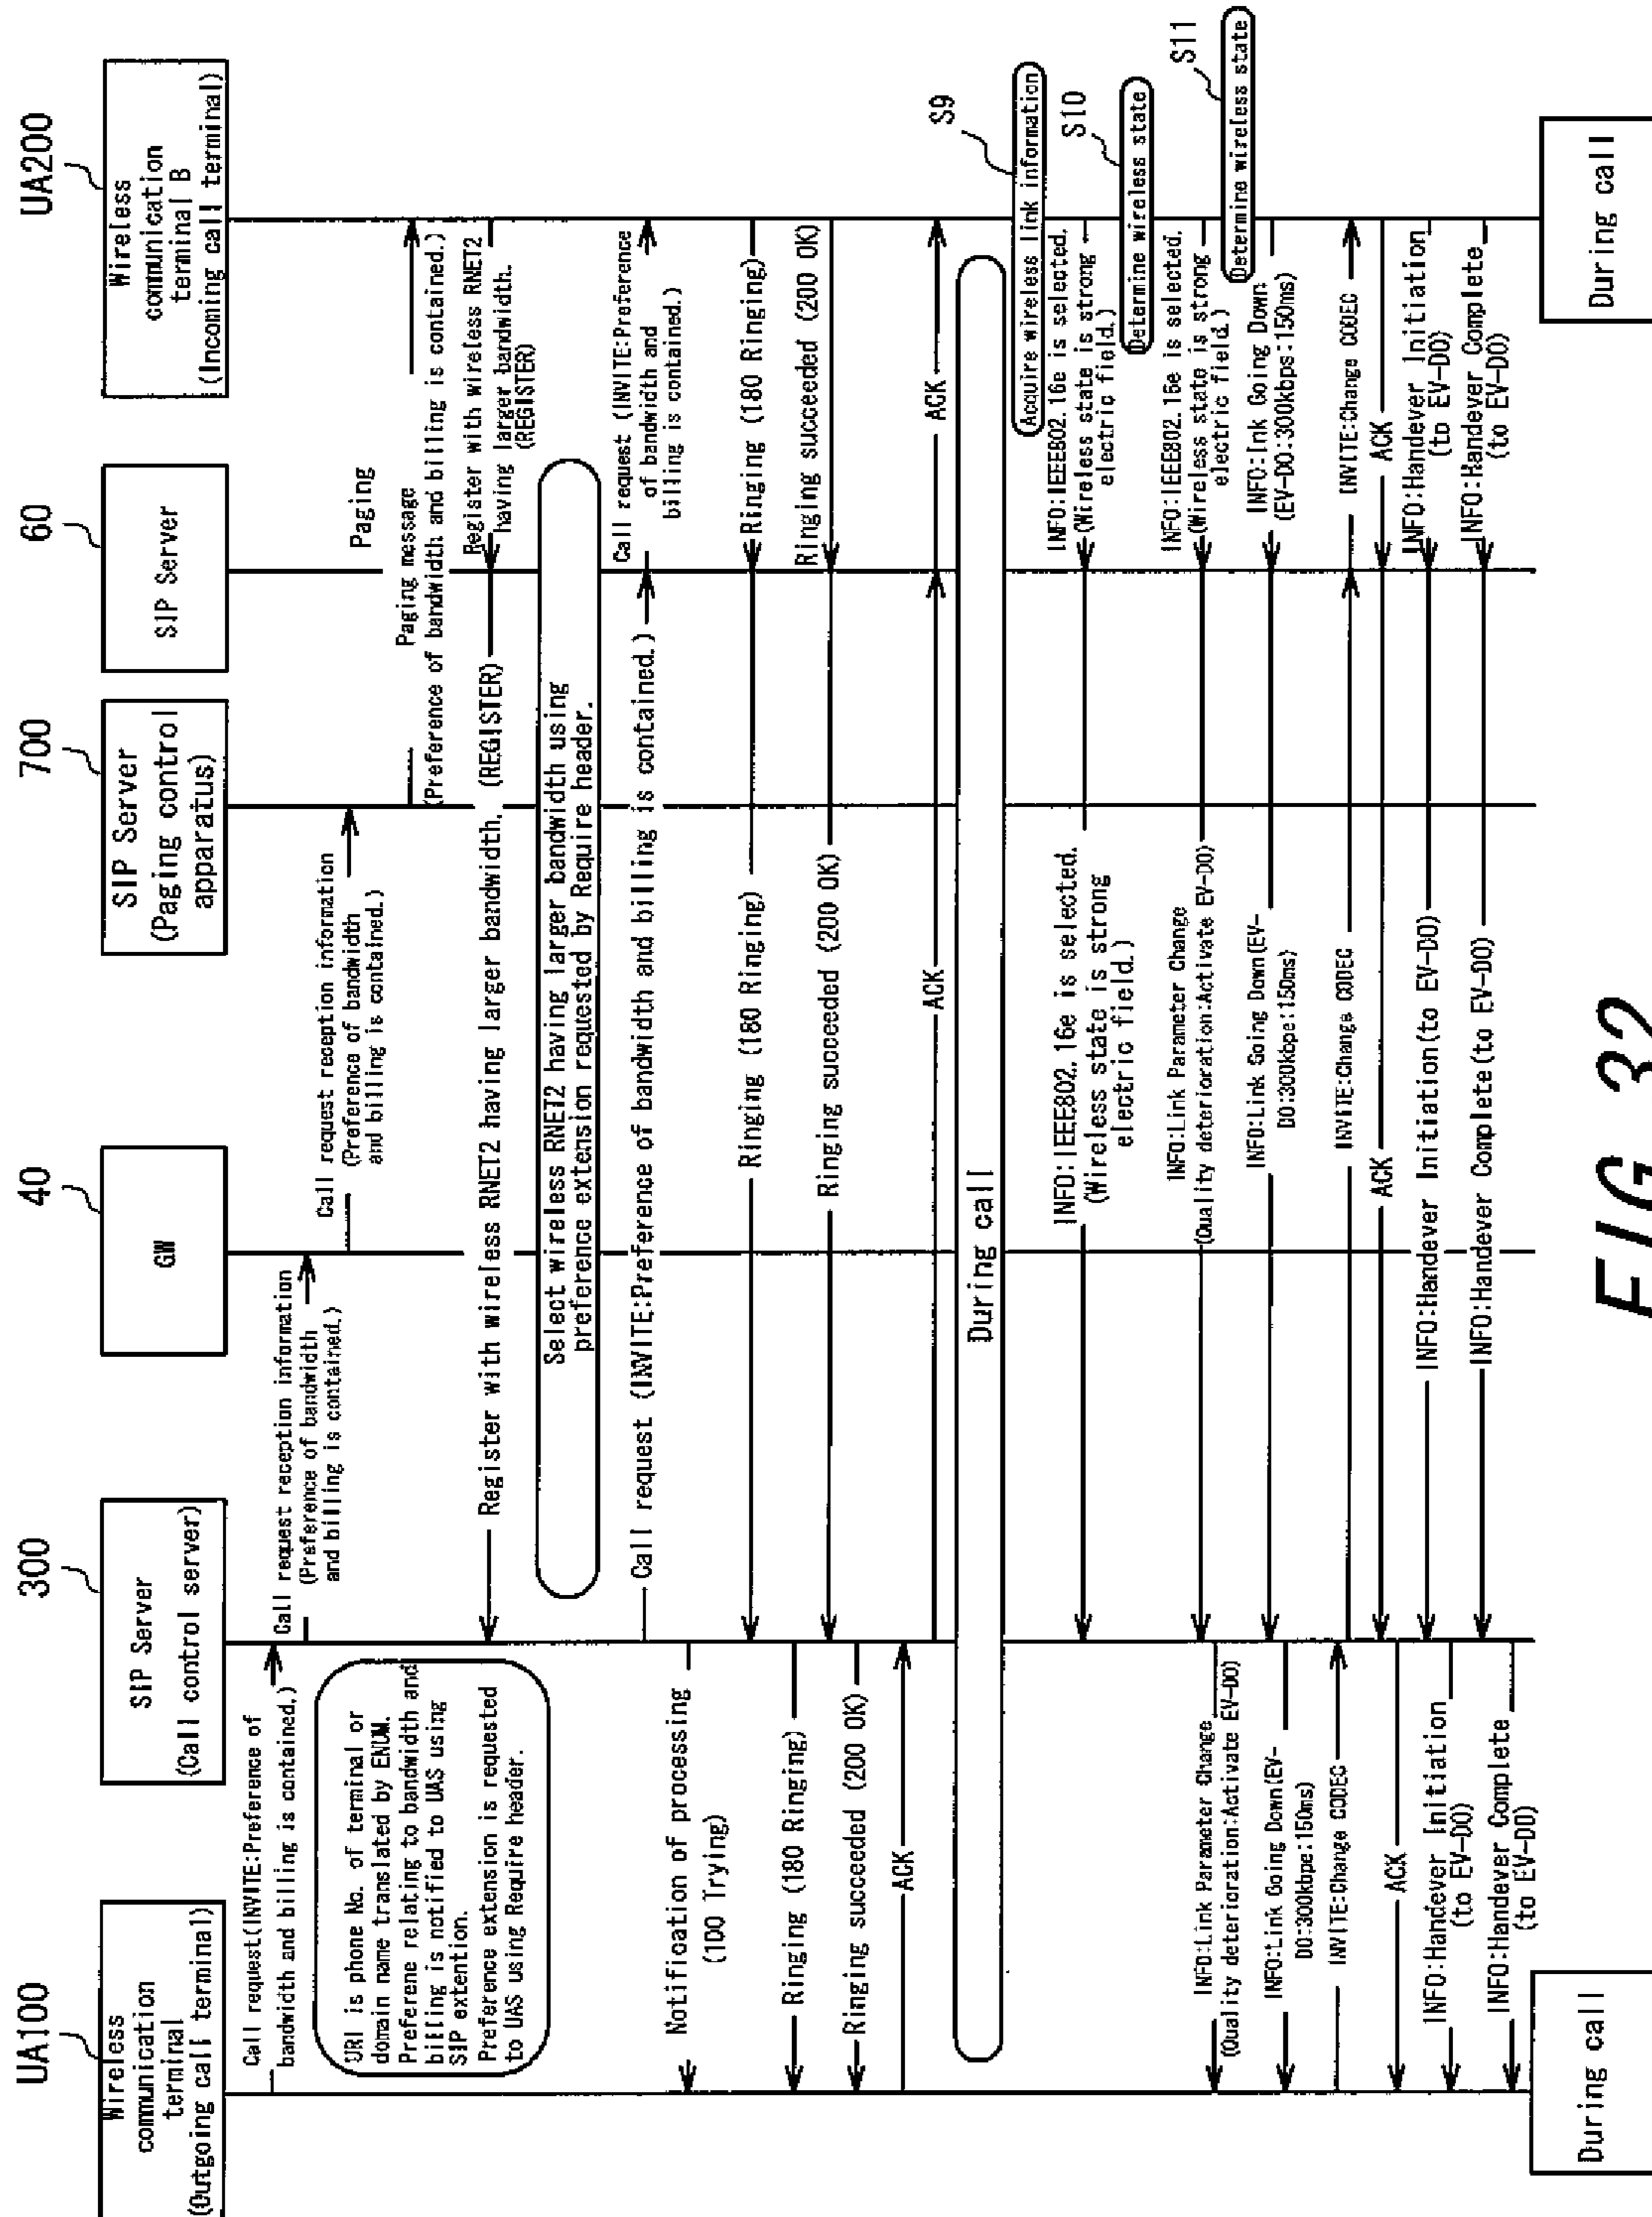 UA100
300
40
700
60
UA200
Wireless
communication
terminal
(Outgoing call terminal)
SIP Server
(Call control server)
GW
SIP Server
(Paging control
apparatus)
SIP Server
Wireless
communication
terminal B
(Incoming call terminal)
Call request(INVITE:Preference of
bandwidth and billing is contained.)
Call request reception information
(Preference of bandwidth
and billing is contained.)
Call request reception information
(Preference of bandwidth
and billing is contained.)
Paging
Paging message
(Preference of bandwidth and billing is contained.)
URI is phone No. of terminal or
domain name translated by ENUM.
Preferene relating to bandwidth and
billing is notified to UAS using
SIP extention.
Preference extension is requested
to UAS using Require header.
Register with wireless RNET2 having larger bandwidth. (REGISTER)
Register with wireless RNET2
having larger bandwidth.
(REGISTER)
Select wireless RNET2 having larger bandwidth using
preference extension requested by Require header.
Call request (INVITE:Preference of bandwidth and billing is contained.)
Call request (INVITE:Preference
of bandwidth and
billing is contained.)
Notification of processing
(100 Trying)
Ringing (180 Ringing)
Ringing (180 Ringing)
Ringing (180 Ringing)
Ringing succeeded (200 OK)
Ringing succeeded (200 OK)
Ringing succeeded (200 OK)
ACK
ACK
ACK
During call
S9
Acquire wireless link information
INFO:IEEE802.16e is selected.
(Wireless state is strong
electric field.)
INFO:IEEE802.16e is selected.
(Wireless state is strong
electric field.)
S10
Determine wireless state
INFO:Link Parameter Change
(Quality deterioration:Activate EV-DO)
INFO:Link Parameter Change
(Quality deterioration:Activate EV-DO)
INFO:IEEE802.16e is selected.
(Wireless state is strong
electric field.)
S11
Determine wireless state
INFO:Link Going Down(EV-
DO:300kbpe:150ms)
INFO:Link Going Down(EV-
DO:300kbpe:150ms)
INFO:Ink Going Down
(EV-DO:300kbps:150ms)
INVITE:Change CODEC
INVITE:Change CODEC
INVITE:Change CODEC
ACK
ACK
ACK
INFO:Handever Initiation
(to EV-DO)
INFO:Handever Initiation(to EV-DO)
INFO:Handever Initiation
(to EV-DO)
INFO:Handever Complete
(to EV-DO)
INFO:Handever Complete(to EV-DO)
INFO:Handever Complete
(to EV-DO)
During call
During call
FIG 32